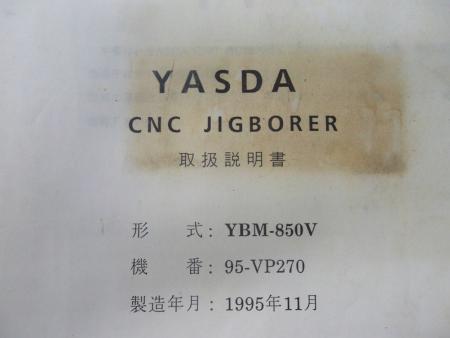 YASDA
CNC JIGBORER
取扱説明書
形 式: YBM-850V
機 番: 95-VP270
製造年月: 1995年11月